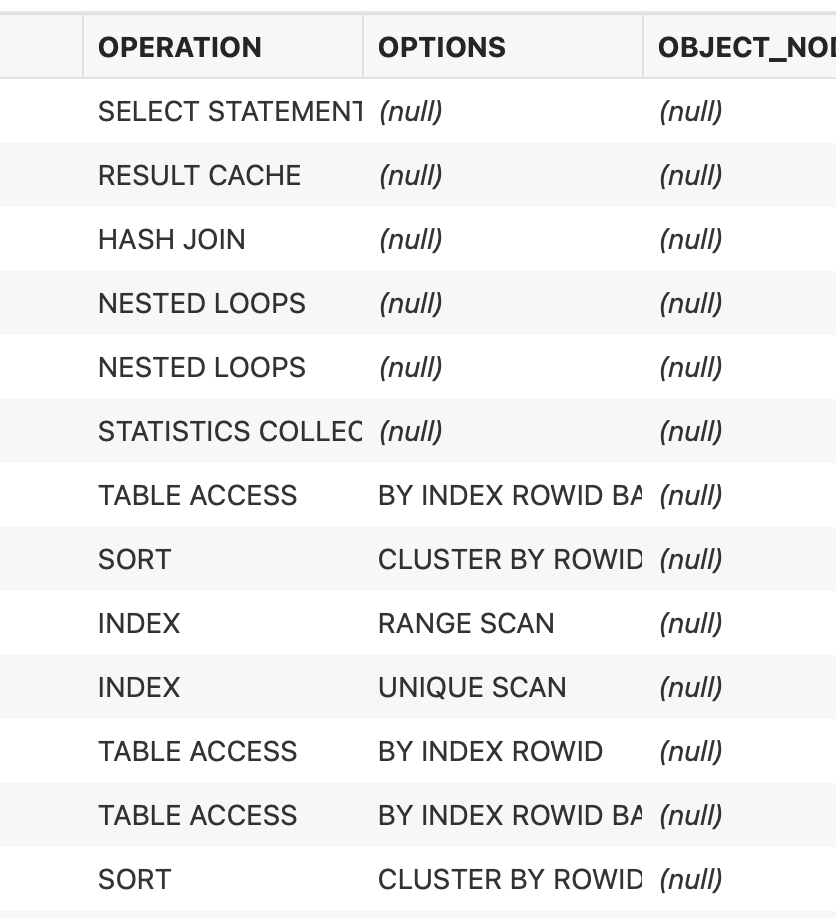 OPERATION OPTIONS OBJECT_NO
SELECT STATEMENT (null) (null)
RESULT CACHE (null) (null)
HASH JOIN (null) (null)
NESTED LOOPS (null) (null)
NESTED LOOPS (null) (null)
STATISTICS COLLEC (null) (null)
TABLE ACCESS BY INDEX ROWID BA (null)
SORT CLUSTER BY ROWID (null)
INDEX RANGE SCAN (null)
INDEX UNIQUE SCAN (null)
TABLE ACCESS BY INDEX ROWID (null)
TABLE ACCESS BY INDEX ROWID BA (null)
SORT CLUSTER BY ROWID (null)